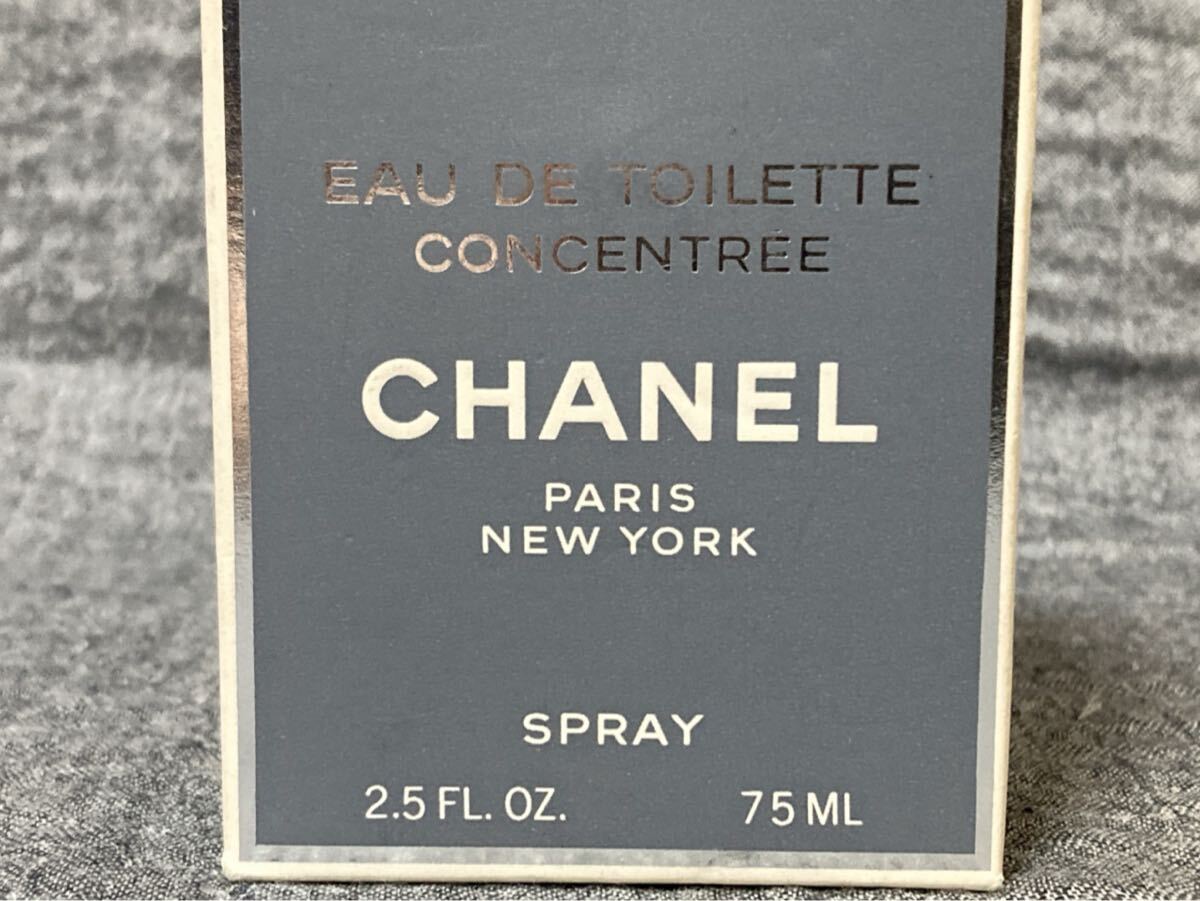 EAU DE TOILETTE
CONCENTRÉE
CHANEL
PARIS
NEW YORK
SPRAY
2.5 FL. OZ. 75 ML